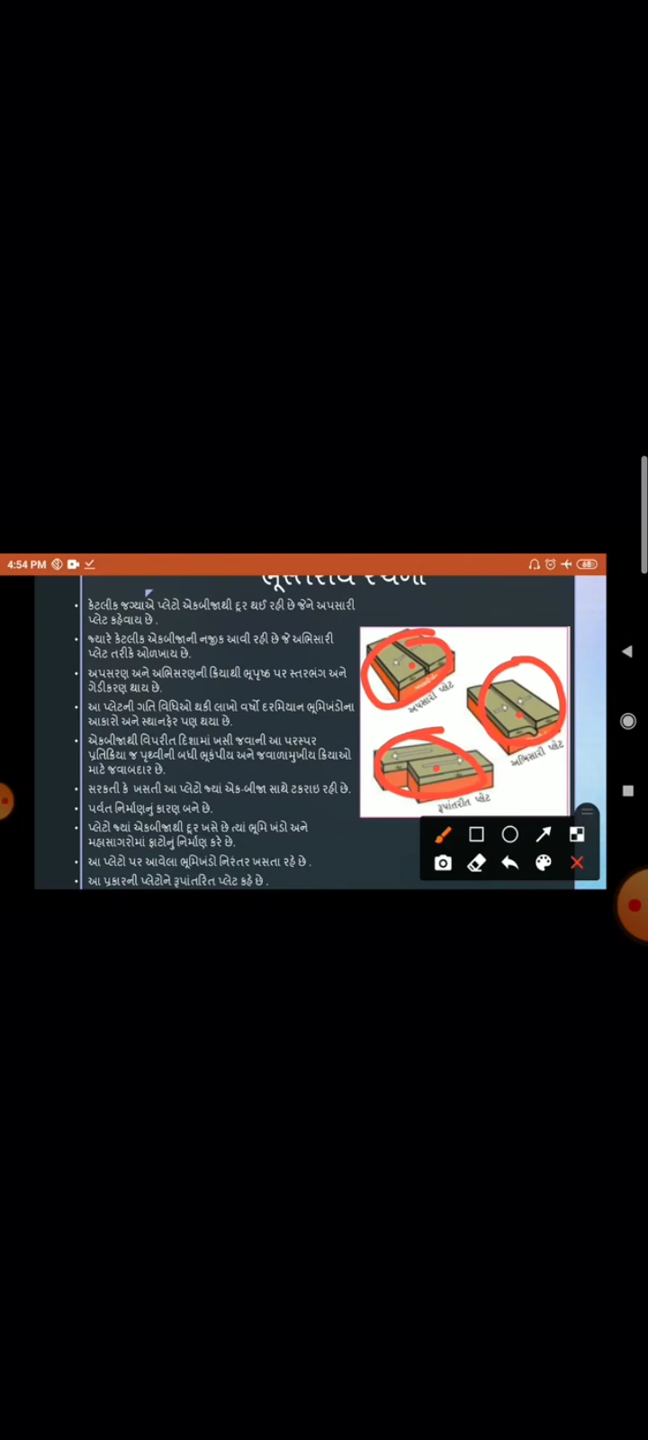 4:54 PM
68
ભૂસ્તરીય રચના
• કેટલીક જગ્યાએ પ્લેટો એકબીજાથી દૂર થઈ રહી છે જેને અપસારી
પ્લેટ કહેવાય છે .
• જ્યારે કેટલીક એકબીજાની નજીક આવી રહી છે જે અભિસારી
પ્લેટ તરીકે ઓળખાય છે.
• અપસરણ અને અભિસરણની ક્રિયાથી ભૂપૃષ્ઠ પર સ્તરભંગ અને
ગેડીકરણ થાય છે.
• આ પ્લેટની ગતિ વિધિઓ થકી લાખો વર્ષો દરમિયાન ભૂમિખંડોના
આકારો અને સ્થાનફેર પણ થયા છે.
• એકબીજાથી વિપરીત દિશામાં ખસી જવાની આ પરસ્પર
પ્રતિક્રિયા જ પૃથ્વીની બધી ભૂકંપીય અને જવાળામુખીય ક્રિયાઓ
માટે જવાબદાર છે.
• સરકતી કે ખસતી આ પ્લેટો જ્યાં એક-બીજા સાથે ટકરાઇ રહી છે.
• પર્વત નિર્માણનું કારણ બને છે.
• પ્લેટો જ્યાં એકબીજાથી દૂર ખસે છે ત્યાં ભૂમિ ખંડો અને
મહાસાગરોમાં ફાટોનું નિર્માણ કરે છે.
• આ પ્લેટો પર આવેલા ભૂમિખંડો નિરંતર ખસતા રહે છે .
• આ પ્રકારની પ્લેટોને રૂપાંતરિત પ્લેટ કહે છે .
અપસારી પ્લેટ
અભિસારી પ્લેટ
રૂપાંતરીત પ્લેટ